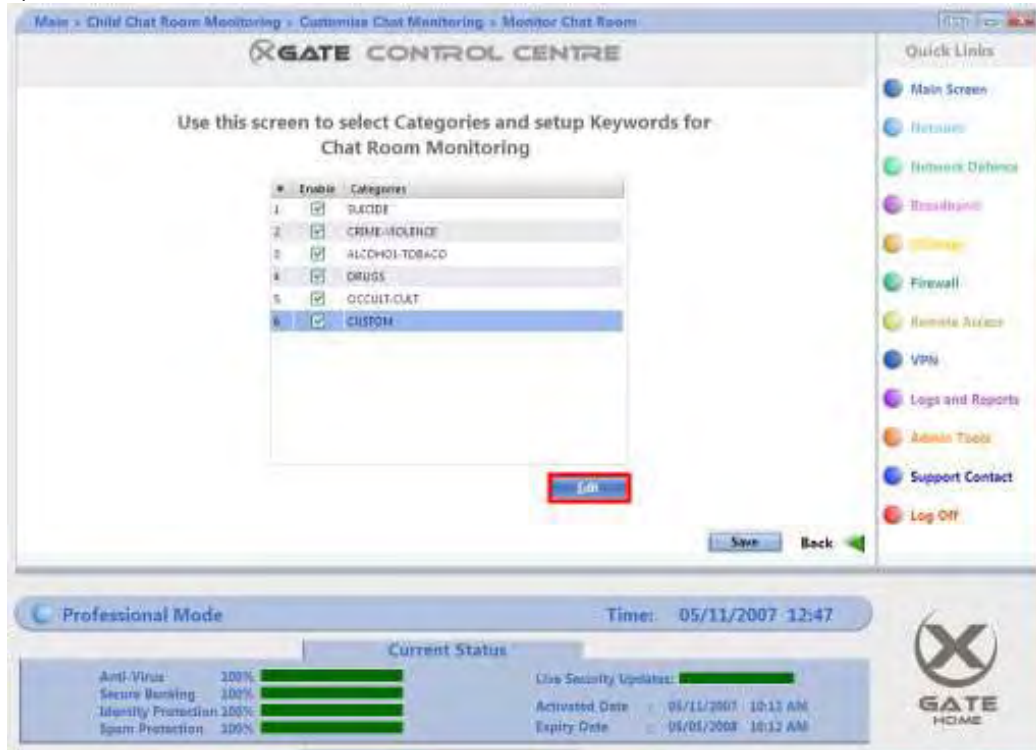 Main > Child Chat Room Monitoring > Customise Chat Monitoring > Monitor Chat Room
XGATE CONTROL CENTRE
Use this screen to select Categories and setup Keywords for
Chat Room Monitoring
# Enable Categories
1 SUICIDE
2 CRIME-VIOLENCE
3 ALCOHOL-TOBACO
4 DRUGS
5 OCCULT-CULT
6 CUSTOM
Edit
Save Back
Quick Links
Main Screen
Network
Network Defence
Broadband
Firewall
Remote Access
VPN
Logs and Reports
Admin Tools
Support Contact
Log Off
Professional Mode Time: 05/11/2007 12:47
Current Status
Anti-Virus 100% Live Security Updates:
Secure Banking 100%
Identity Protection 100% Activated Date : 05/11/2007 10:12 AM
Spam Protection 100% Expiry Date : 05/05/2008 10:12 AM
X
GATE
HOME